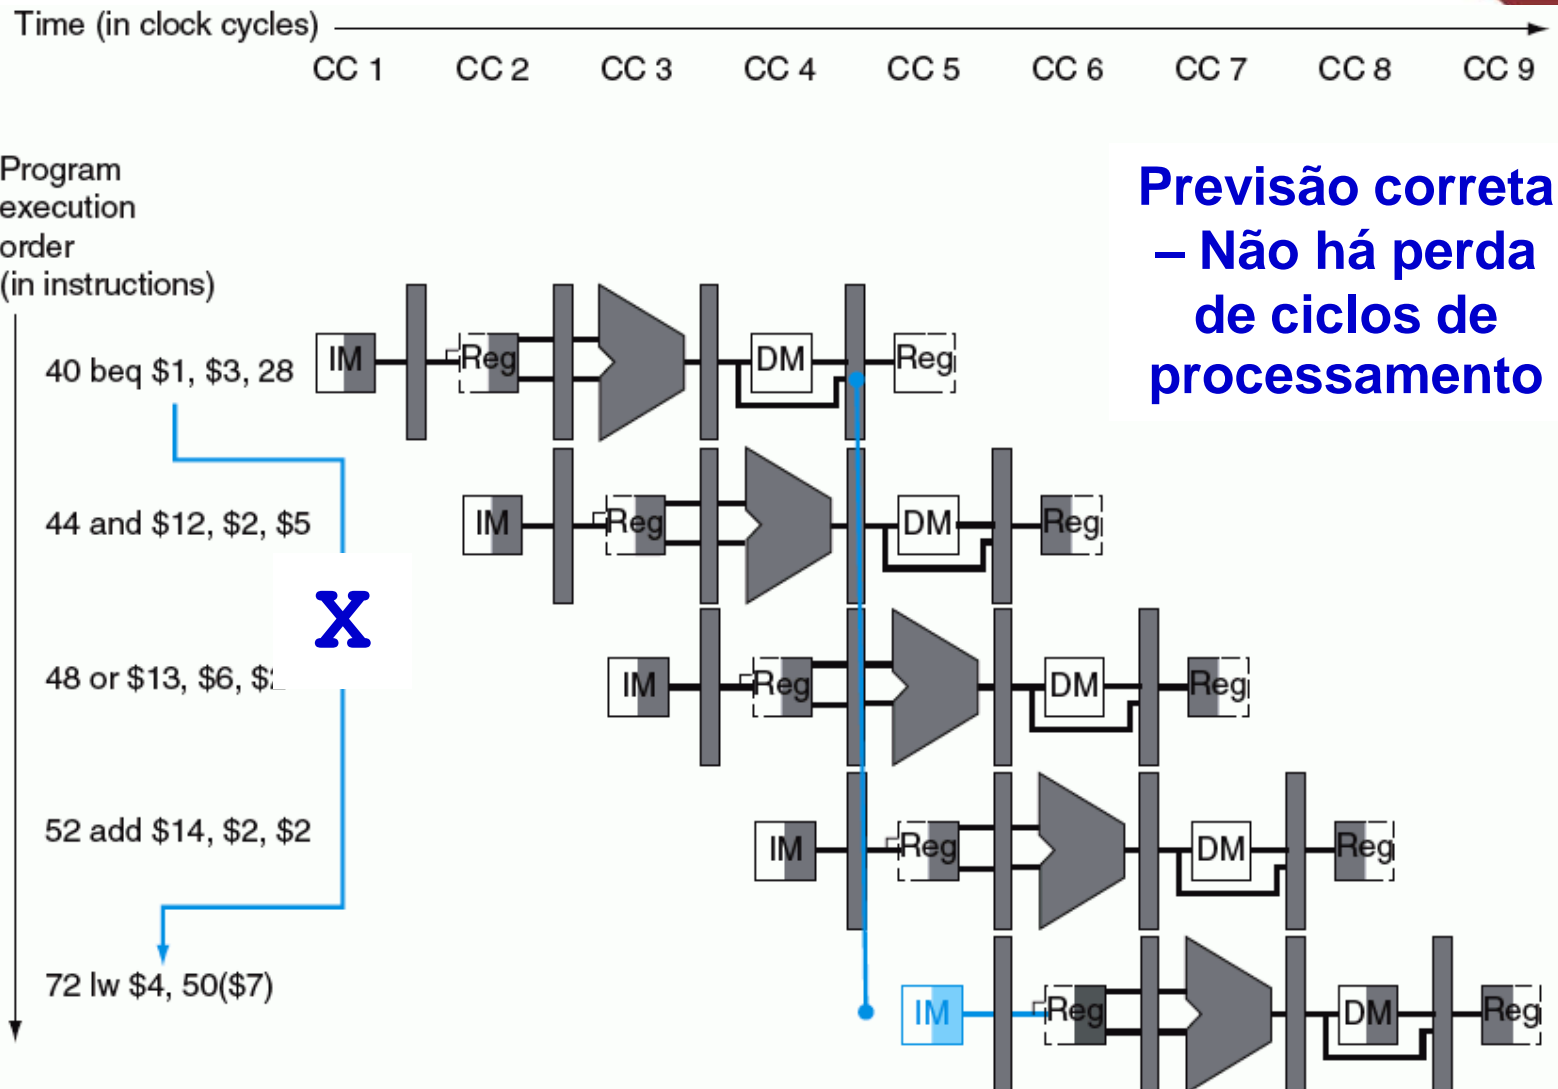 Time (in clock cycles)
CC 1 CC 2 CC 3 CC 4 CC 5 CC 6 CC 7 CC 8 CC 9
Program
execution
order
(in instructions)
Previsão correta
– Não há perda
de ciclos de
processamento
40 beq $1, $3, 28
IM Reg DM Reg
44 and $12, $2, $5
IM Reg DM Reg
X
48 or $13, $6, $
IM Reg DM Reg
52 add $14, $2, $2
IM Reg DM Reg
72 lw $4, 50($7)
IM Reg DM Reg